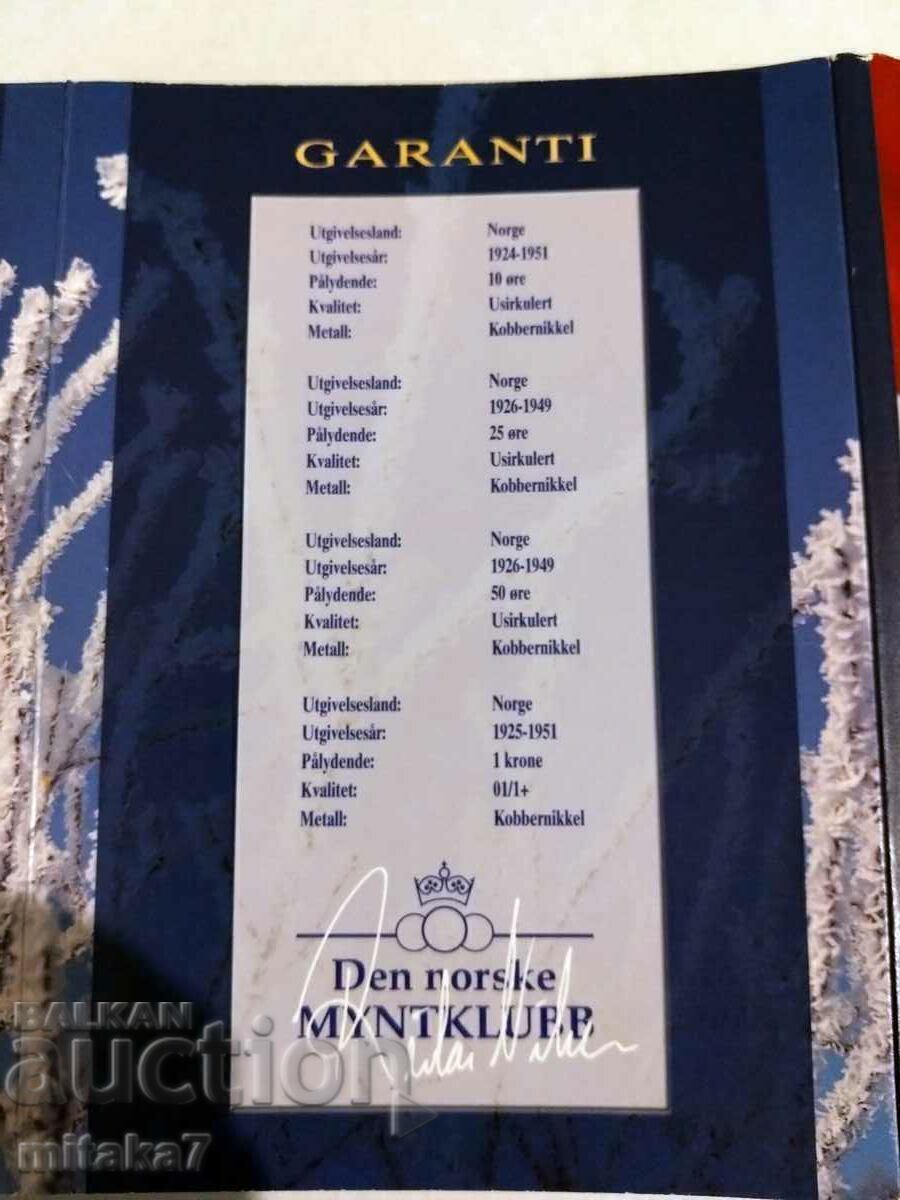 GARANTI
Utgivelsesland: Norge
Utgivelsesår: 1924-1951
Pålydende: 10 øre
Kvalitet: Usirkulert
Metall: Kobbernikkel
Utgivelsesland: Norge
Utgivelsesår: 1926-1949
Pålydende: 25 øre
Kvalitet: Usirkulert
Metall: Kobbernikkel
Utgivelsesland: Norge
Utgivelsesår: 1926-1949
Pålydende: 50 øre
Kvalitet: Usirkulert
Metall: Kobbernikkel
Utgivelsesland: Norge
Utgivelsesår: 1925-1951
Pålydende: 1 krone
Kvalitet: 01/1+
Metall: Kobbernikkel
Den norske
MYNTKLUBB
BALKAN
auction
mitaka7